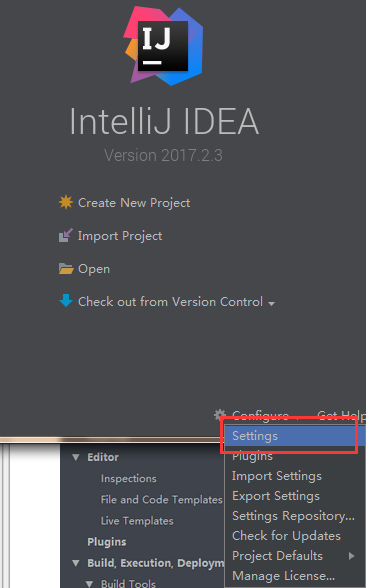 IJ
IntelliJ IDEA
Version 2017.2.3
Create New Project
Import Project
Open
Check out from Version Control
Configure Get Help
Settings
Plugins
Import Settings
Export Settings
Settings Repository...
Check for Updates
Project Defaults
Manage License...
Editor
Inspections
File and Code Templates
Live Templates
Plugins
Build, Execution, Deploym
Build Tools